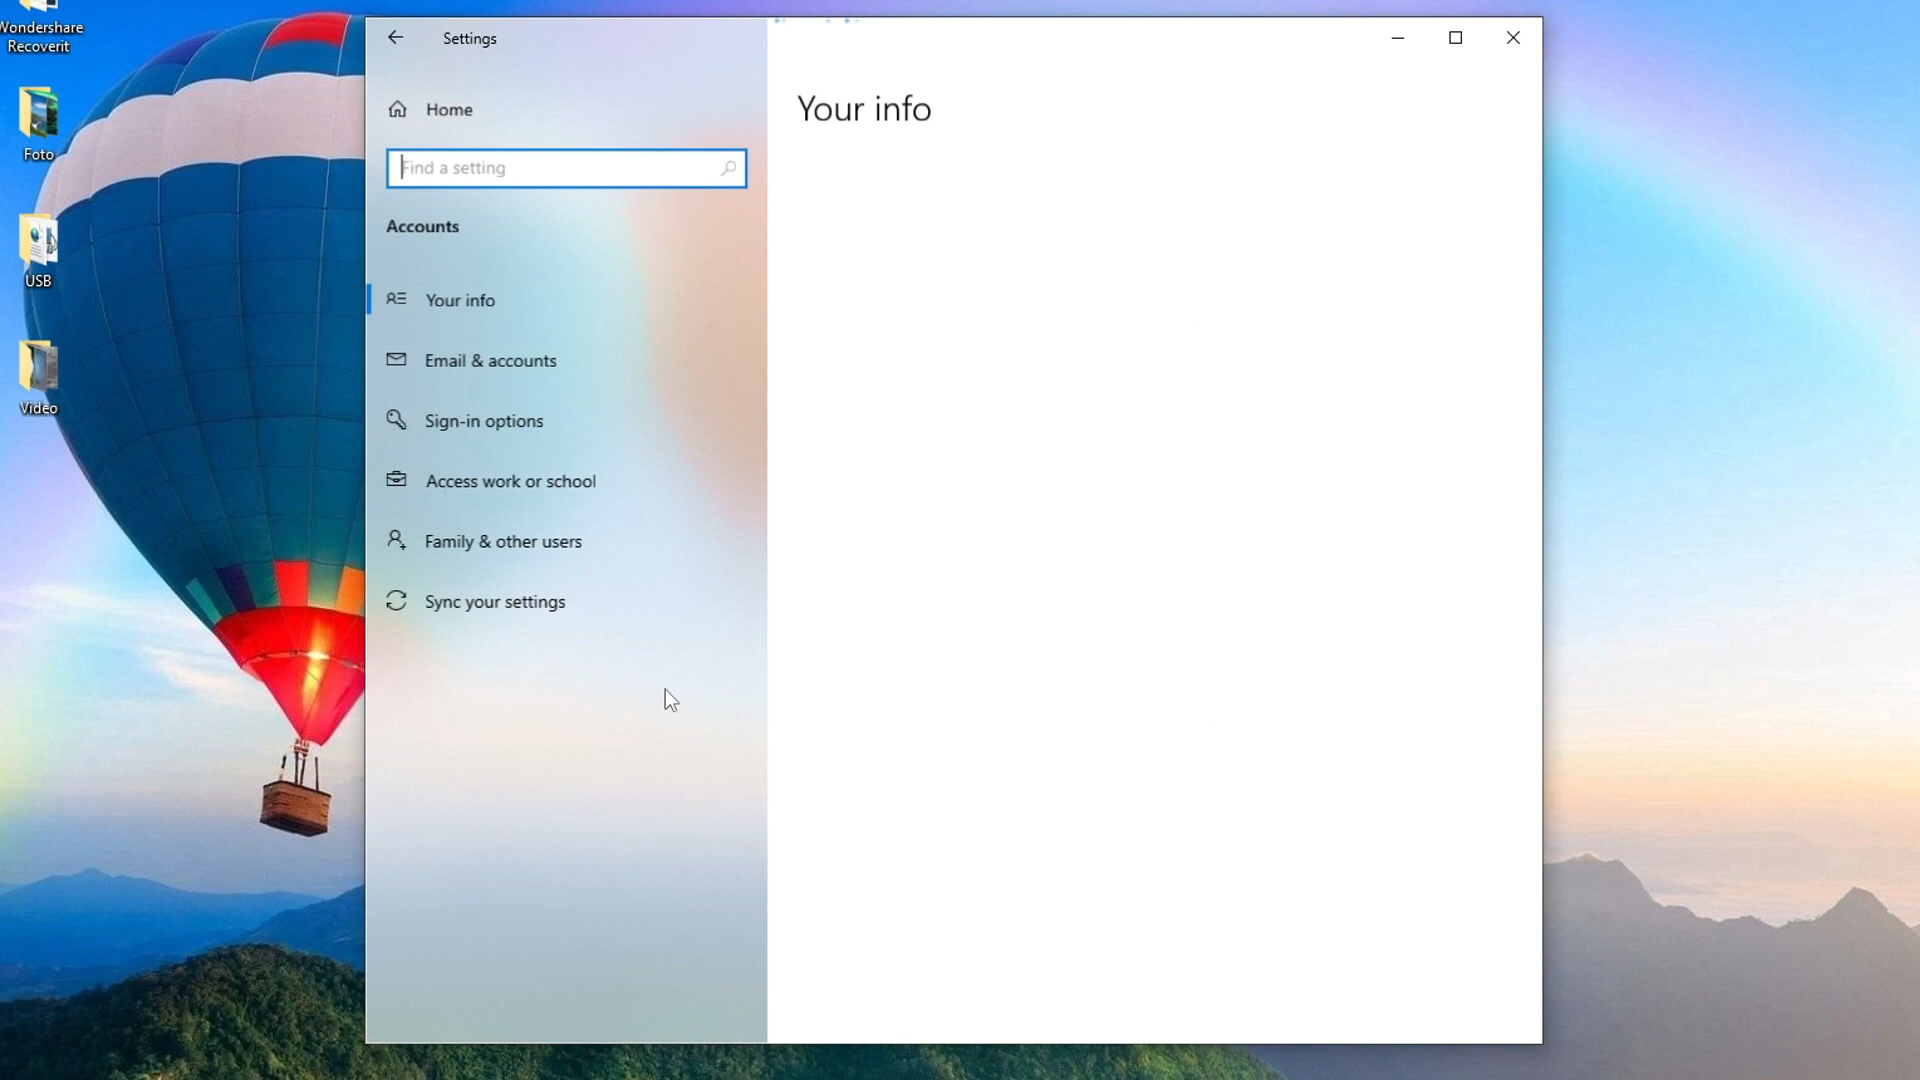 Wondershare
Recoverit
Foto
USB
Video
Settings
Home
Find a setting
Accounts
Your info
Email & accounts
Sign-in options
Access work or school
Family & other users
Sync your settings
Your info